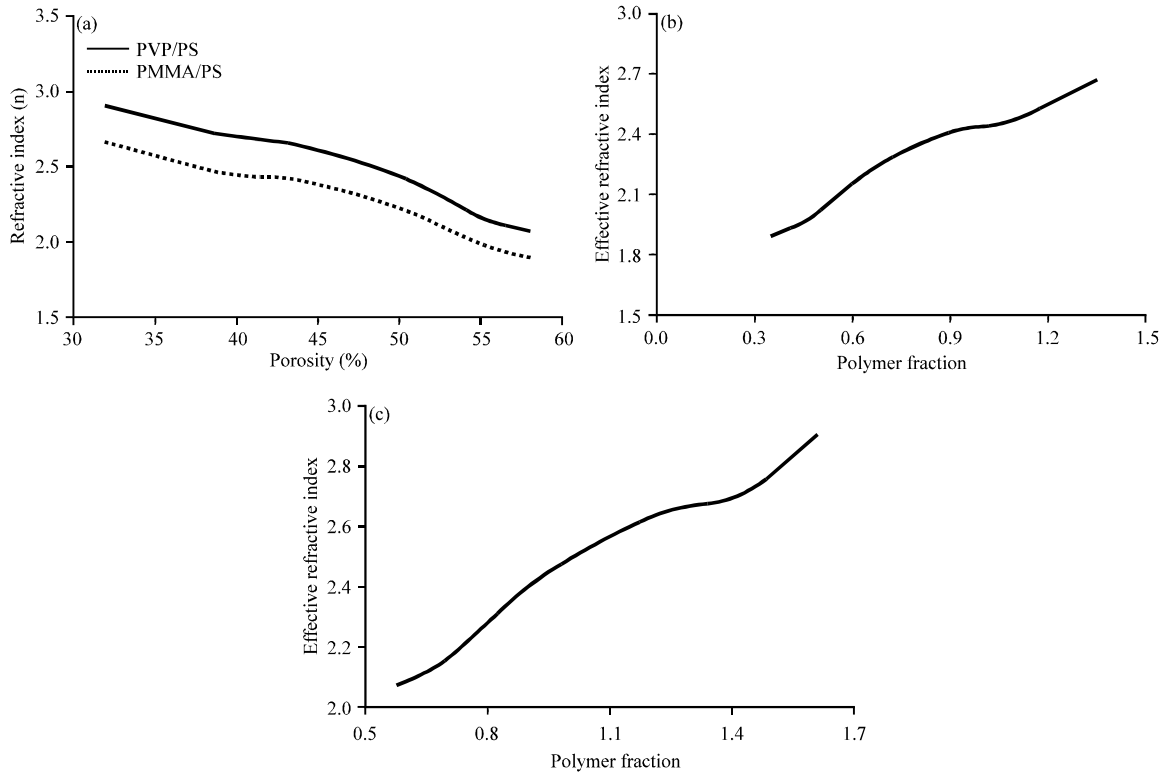 (a)
PVP/PS
PMMA/PS
Refractive index (n)
3.5
3.0
2.5
2.0
1.5
30 35 40 45 50 55 60
Porosity (%)
(b)
Effective refractive index
3.0
2.7
2.4
2.1
1.8
1.5
0.0 0.3 0.6 0.9 1.2 1.5
Polymer fraction
(c)
Effective refractive index
3.0
2.8
2.6
2.4
2.2
2.0
0.5 0.8 1.1 1.4 1.7
Polymer fraction